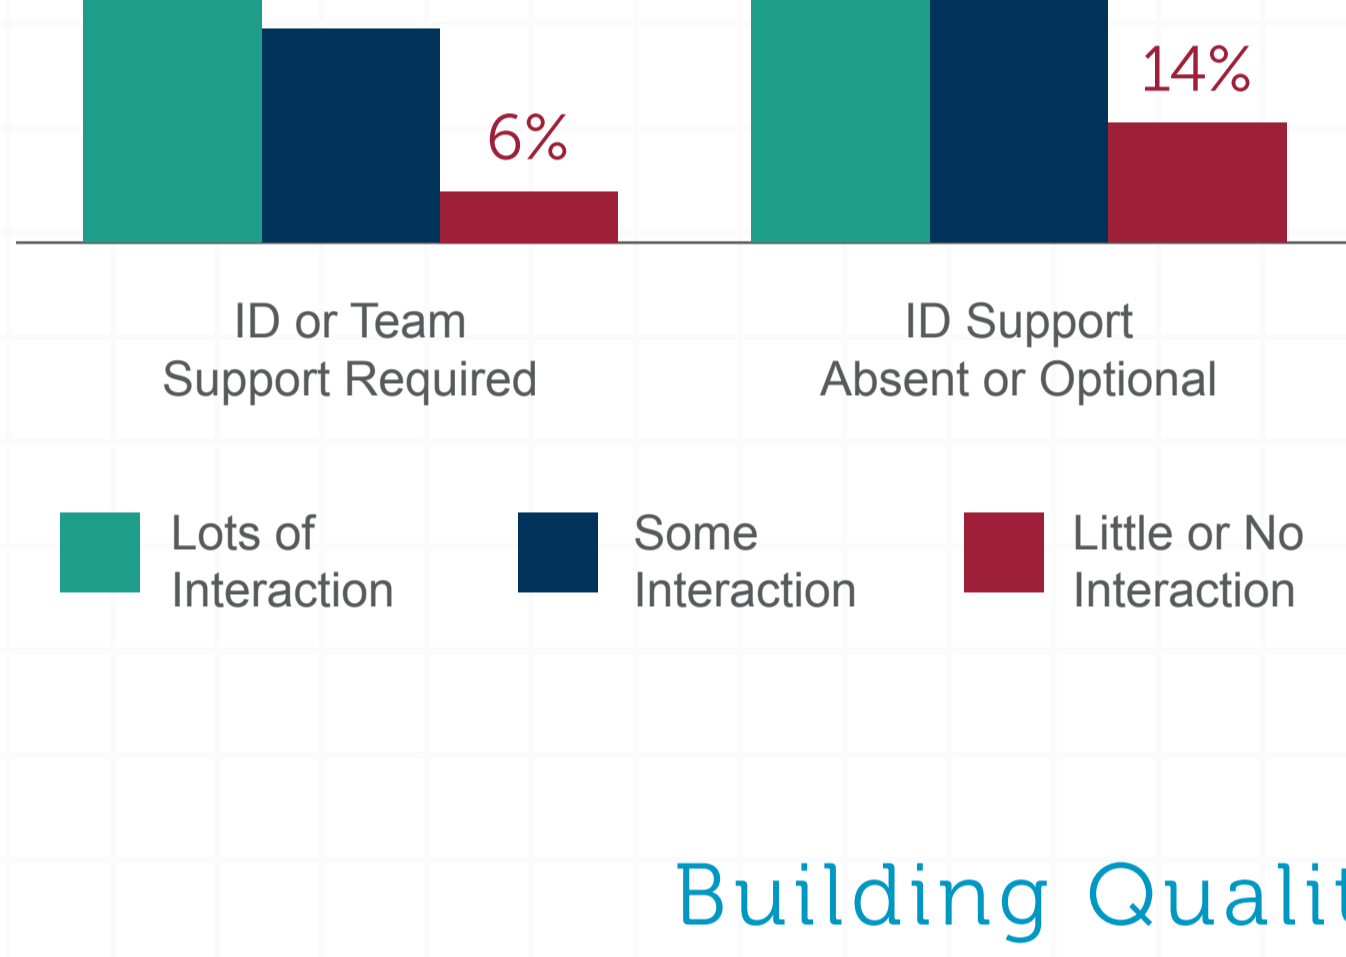 14%
6%
ID or Team
Support Required
ID Support
Absent or Optional
Lots of
Interaction
Some
Interaction
Little or No
Interaction
Building Qualit